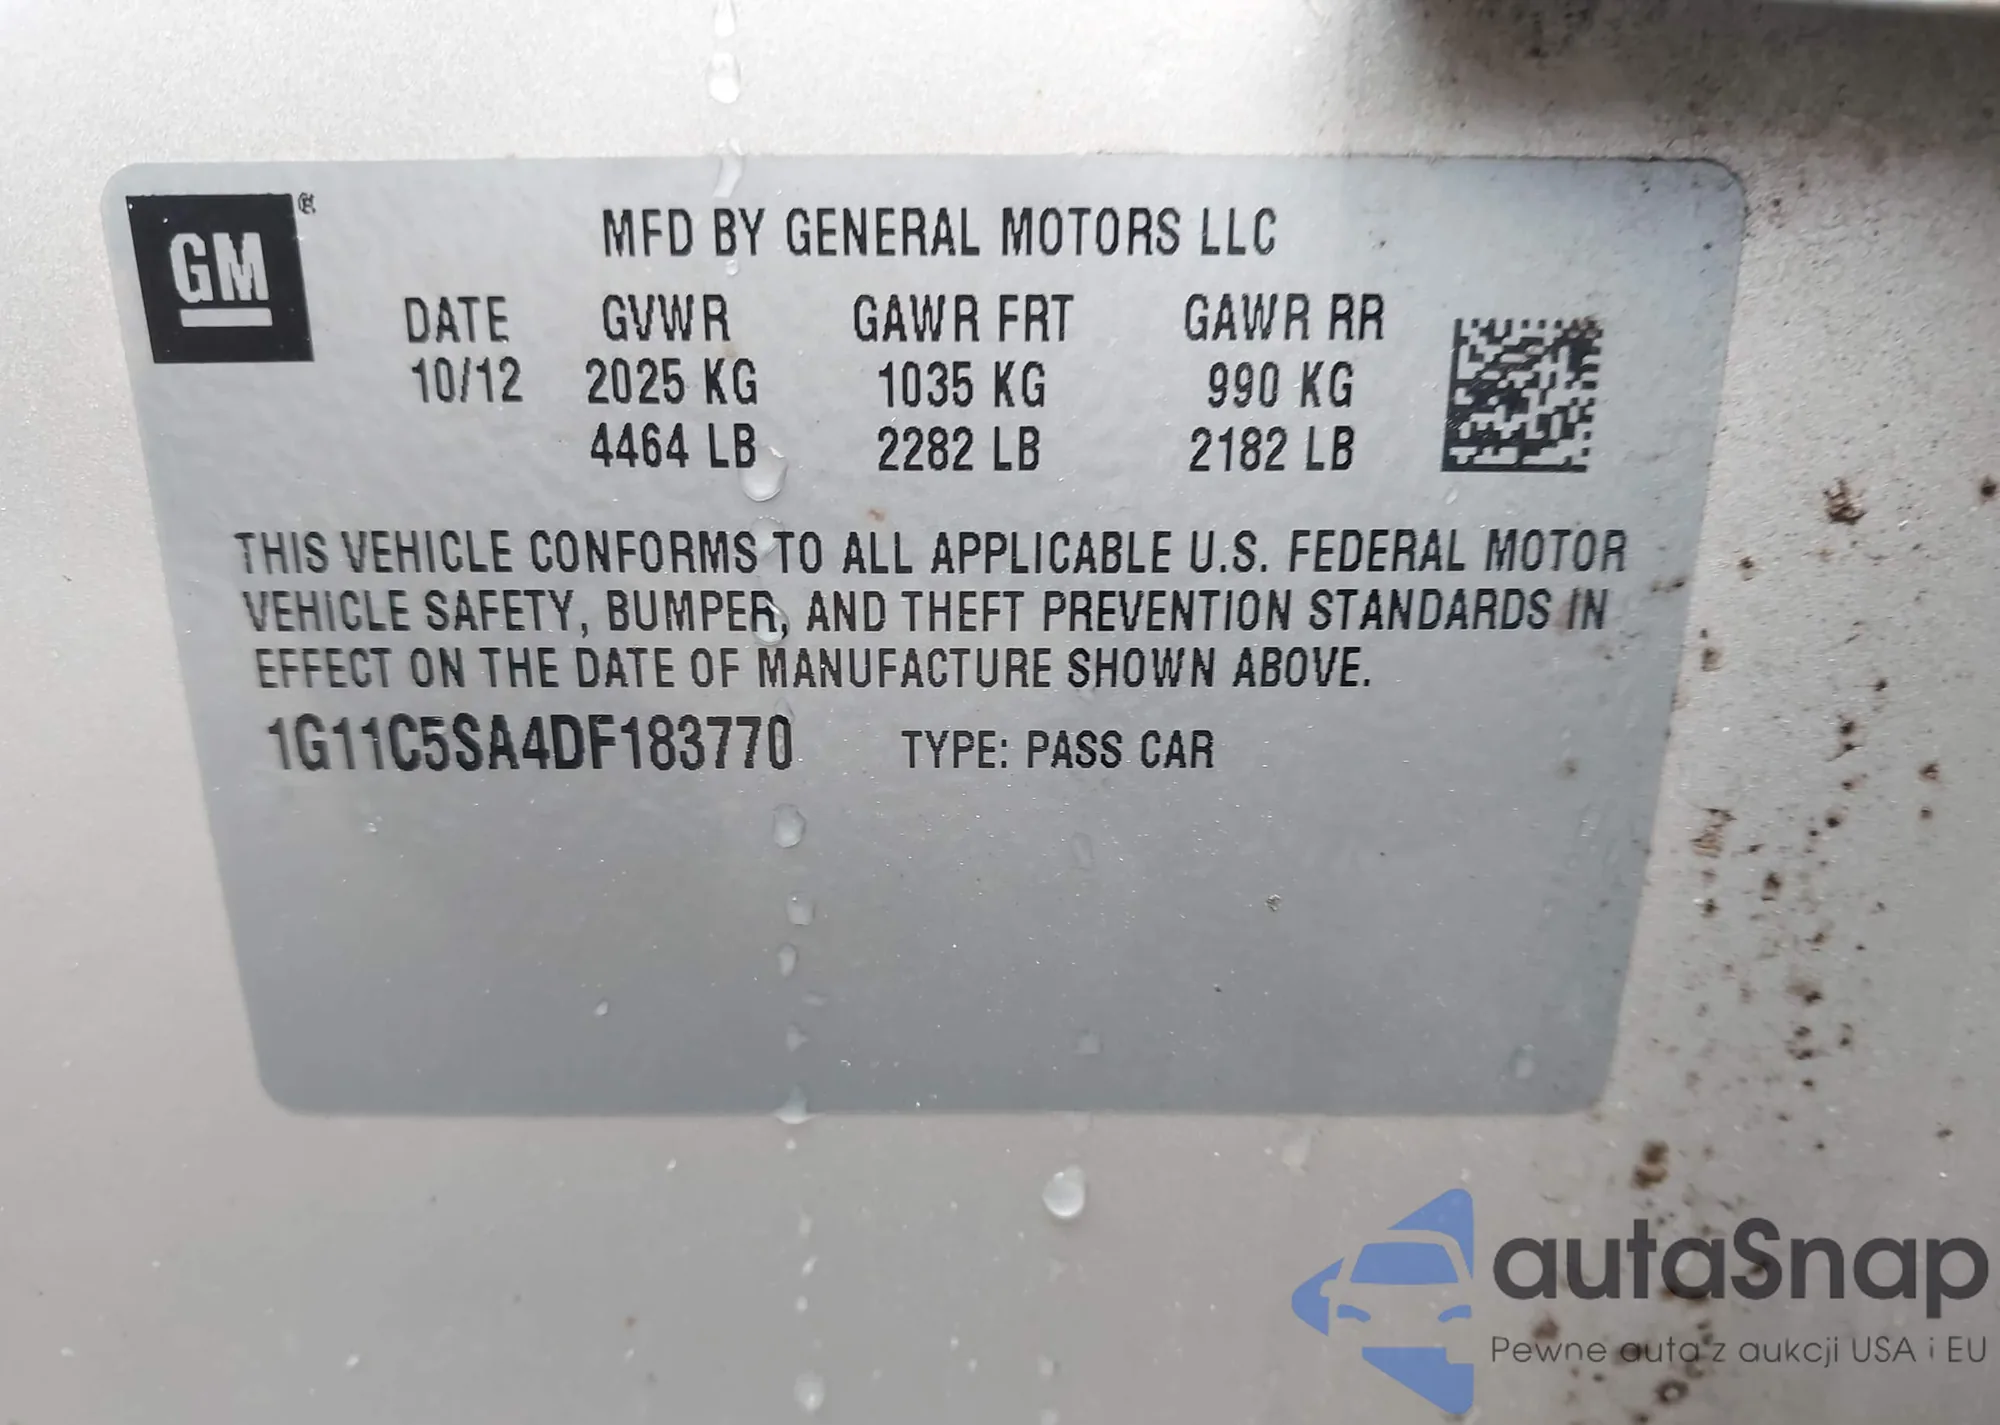 GM ®
MFD BY GENERAL MOTORS LLC
DATE GVWR GAWR FRT GAWR RR
10/12 2025 KG 1035 KG 990 KG
4464 LB 2282 LB 2182 LB
THIS VEHICLE CONFORMS TO ALL APPLICABLE U.S. FEDERAL MOTOR
VEHICLE SAFETY, BUMPER, AND THEFT PREVENTION STANDARDS IN
EFFECT ON THE DATE OF MANUFACTURE SHOWN ABOVE.
1G11C5SA4DF183770 TYPE: PASS CAR
autaSnap
Pewne auta z aukcji USA i EU